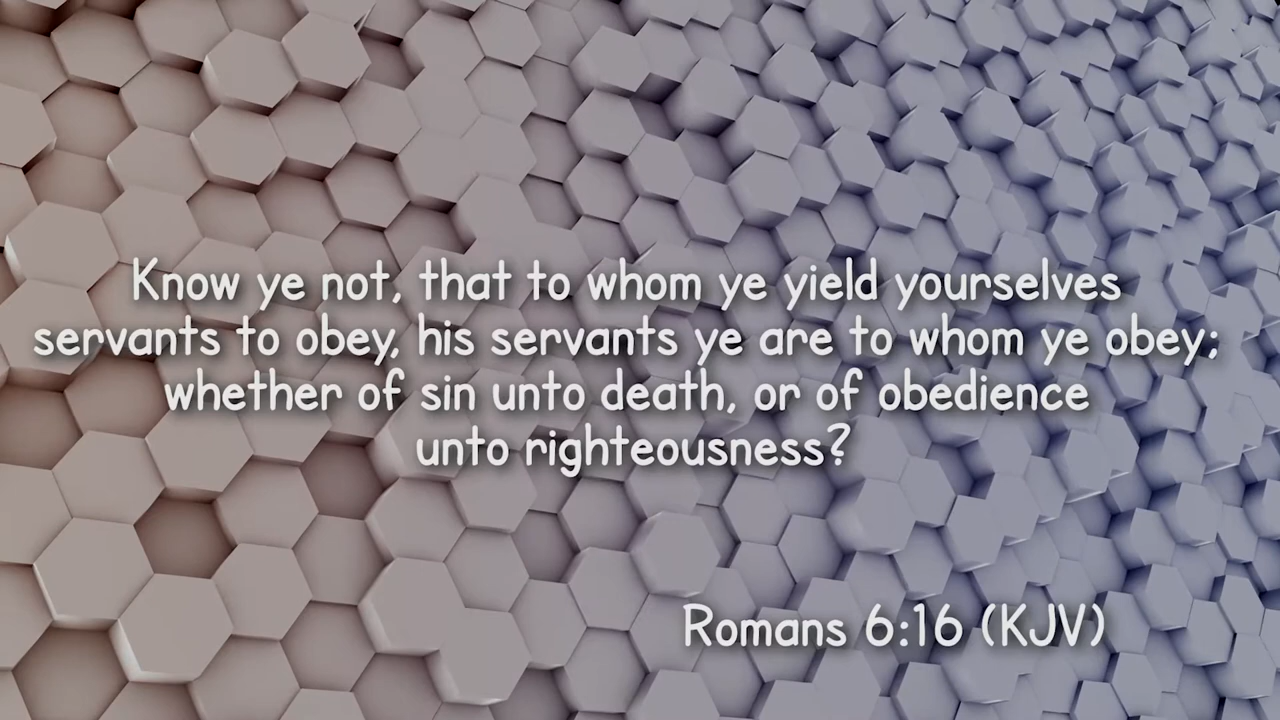 Know ye not, that to whom ye yield yourselves
servants to obey, his servants ye are to whom ye obey;
whether of sin unto death, or of obedience
unto righteousness?
Romans 6:16 (KJV)